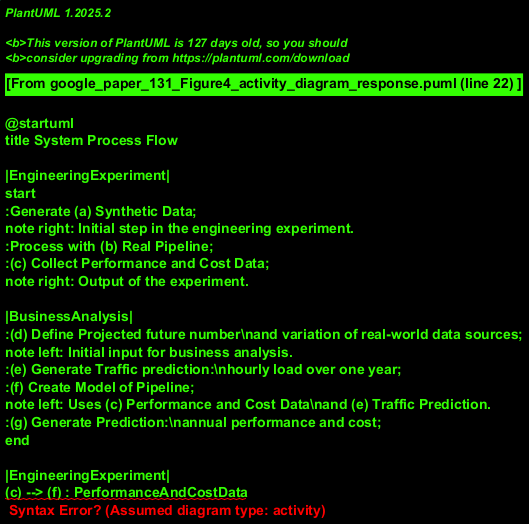 PlantUML 1.2025.2
<b>This version of PlantUML is 127 days old, so you should
<b>consider upgrading from https://plantuml.com/download
[From google_paper_131_Figure4_activity_diagram_response.puml (line 22) ]
@startuml
title System Process Flow
|EngineeringExperiment|
start
:Generate (a) Synthetic Data;
note right: Initial step in the engineering experiment.
:Process with (b) Real Pipeline;
:(c) Collect Performance and Cost Data;
note right: Output of the experiment.
|BusinessAnalysis|
:(d) Define Projected future number\nand variation of real-world data sources;
note left: Initial input for business analysis.
:(e) Generate Traffic prediction:\nhourly load over one year;
:(f) Create Model of Pipeline;
note left: Uses (c) Performance and Cost Data\nand (e) Traffic Prediction.
:(g) Generate Prediction:\nannual performance and cost;
end
|EngineeringExperiment|
(c) --> (f) : PerformanceAndCostData
Syntax Error? (Assumed diagram type: activity)